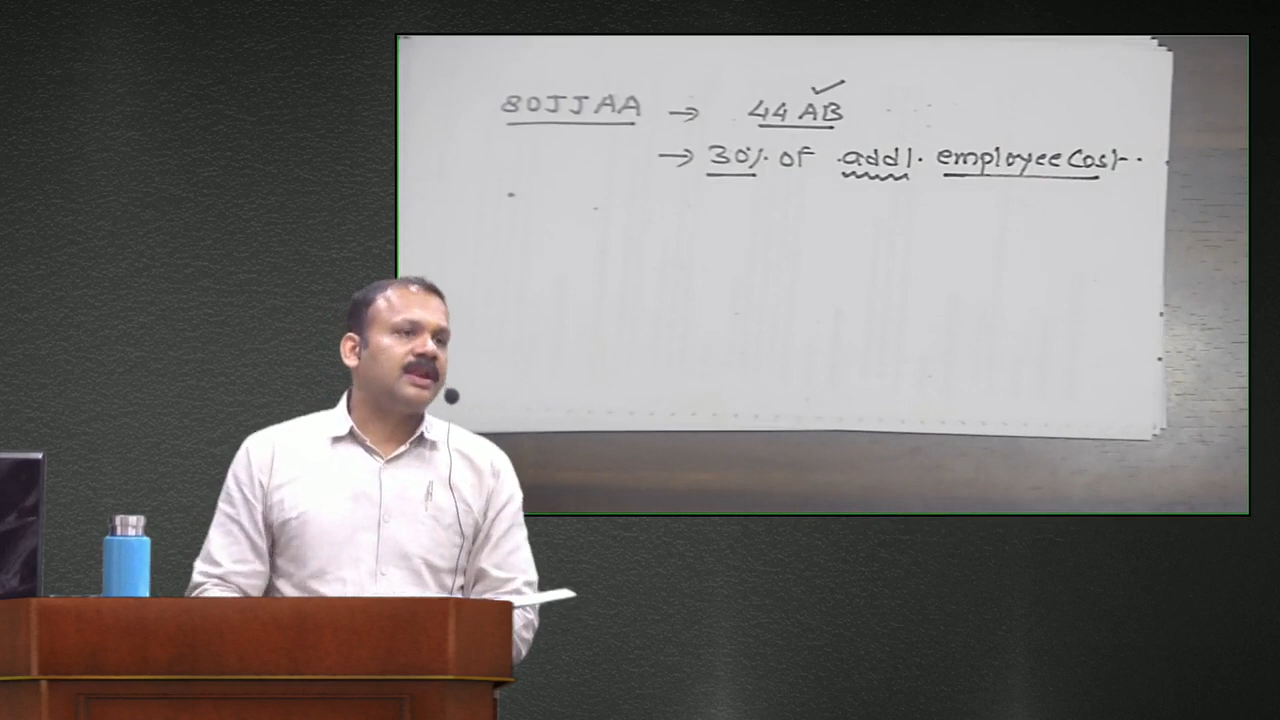 80JJAA → 44AB ✓
→ 30% of addl. employee Cost.